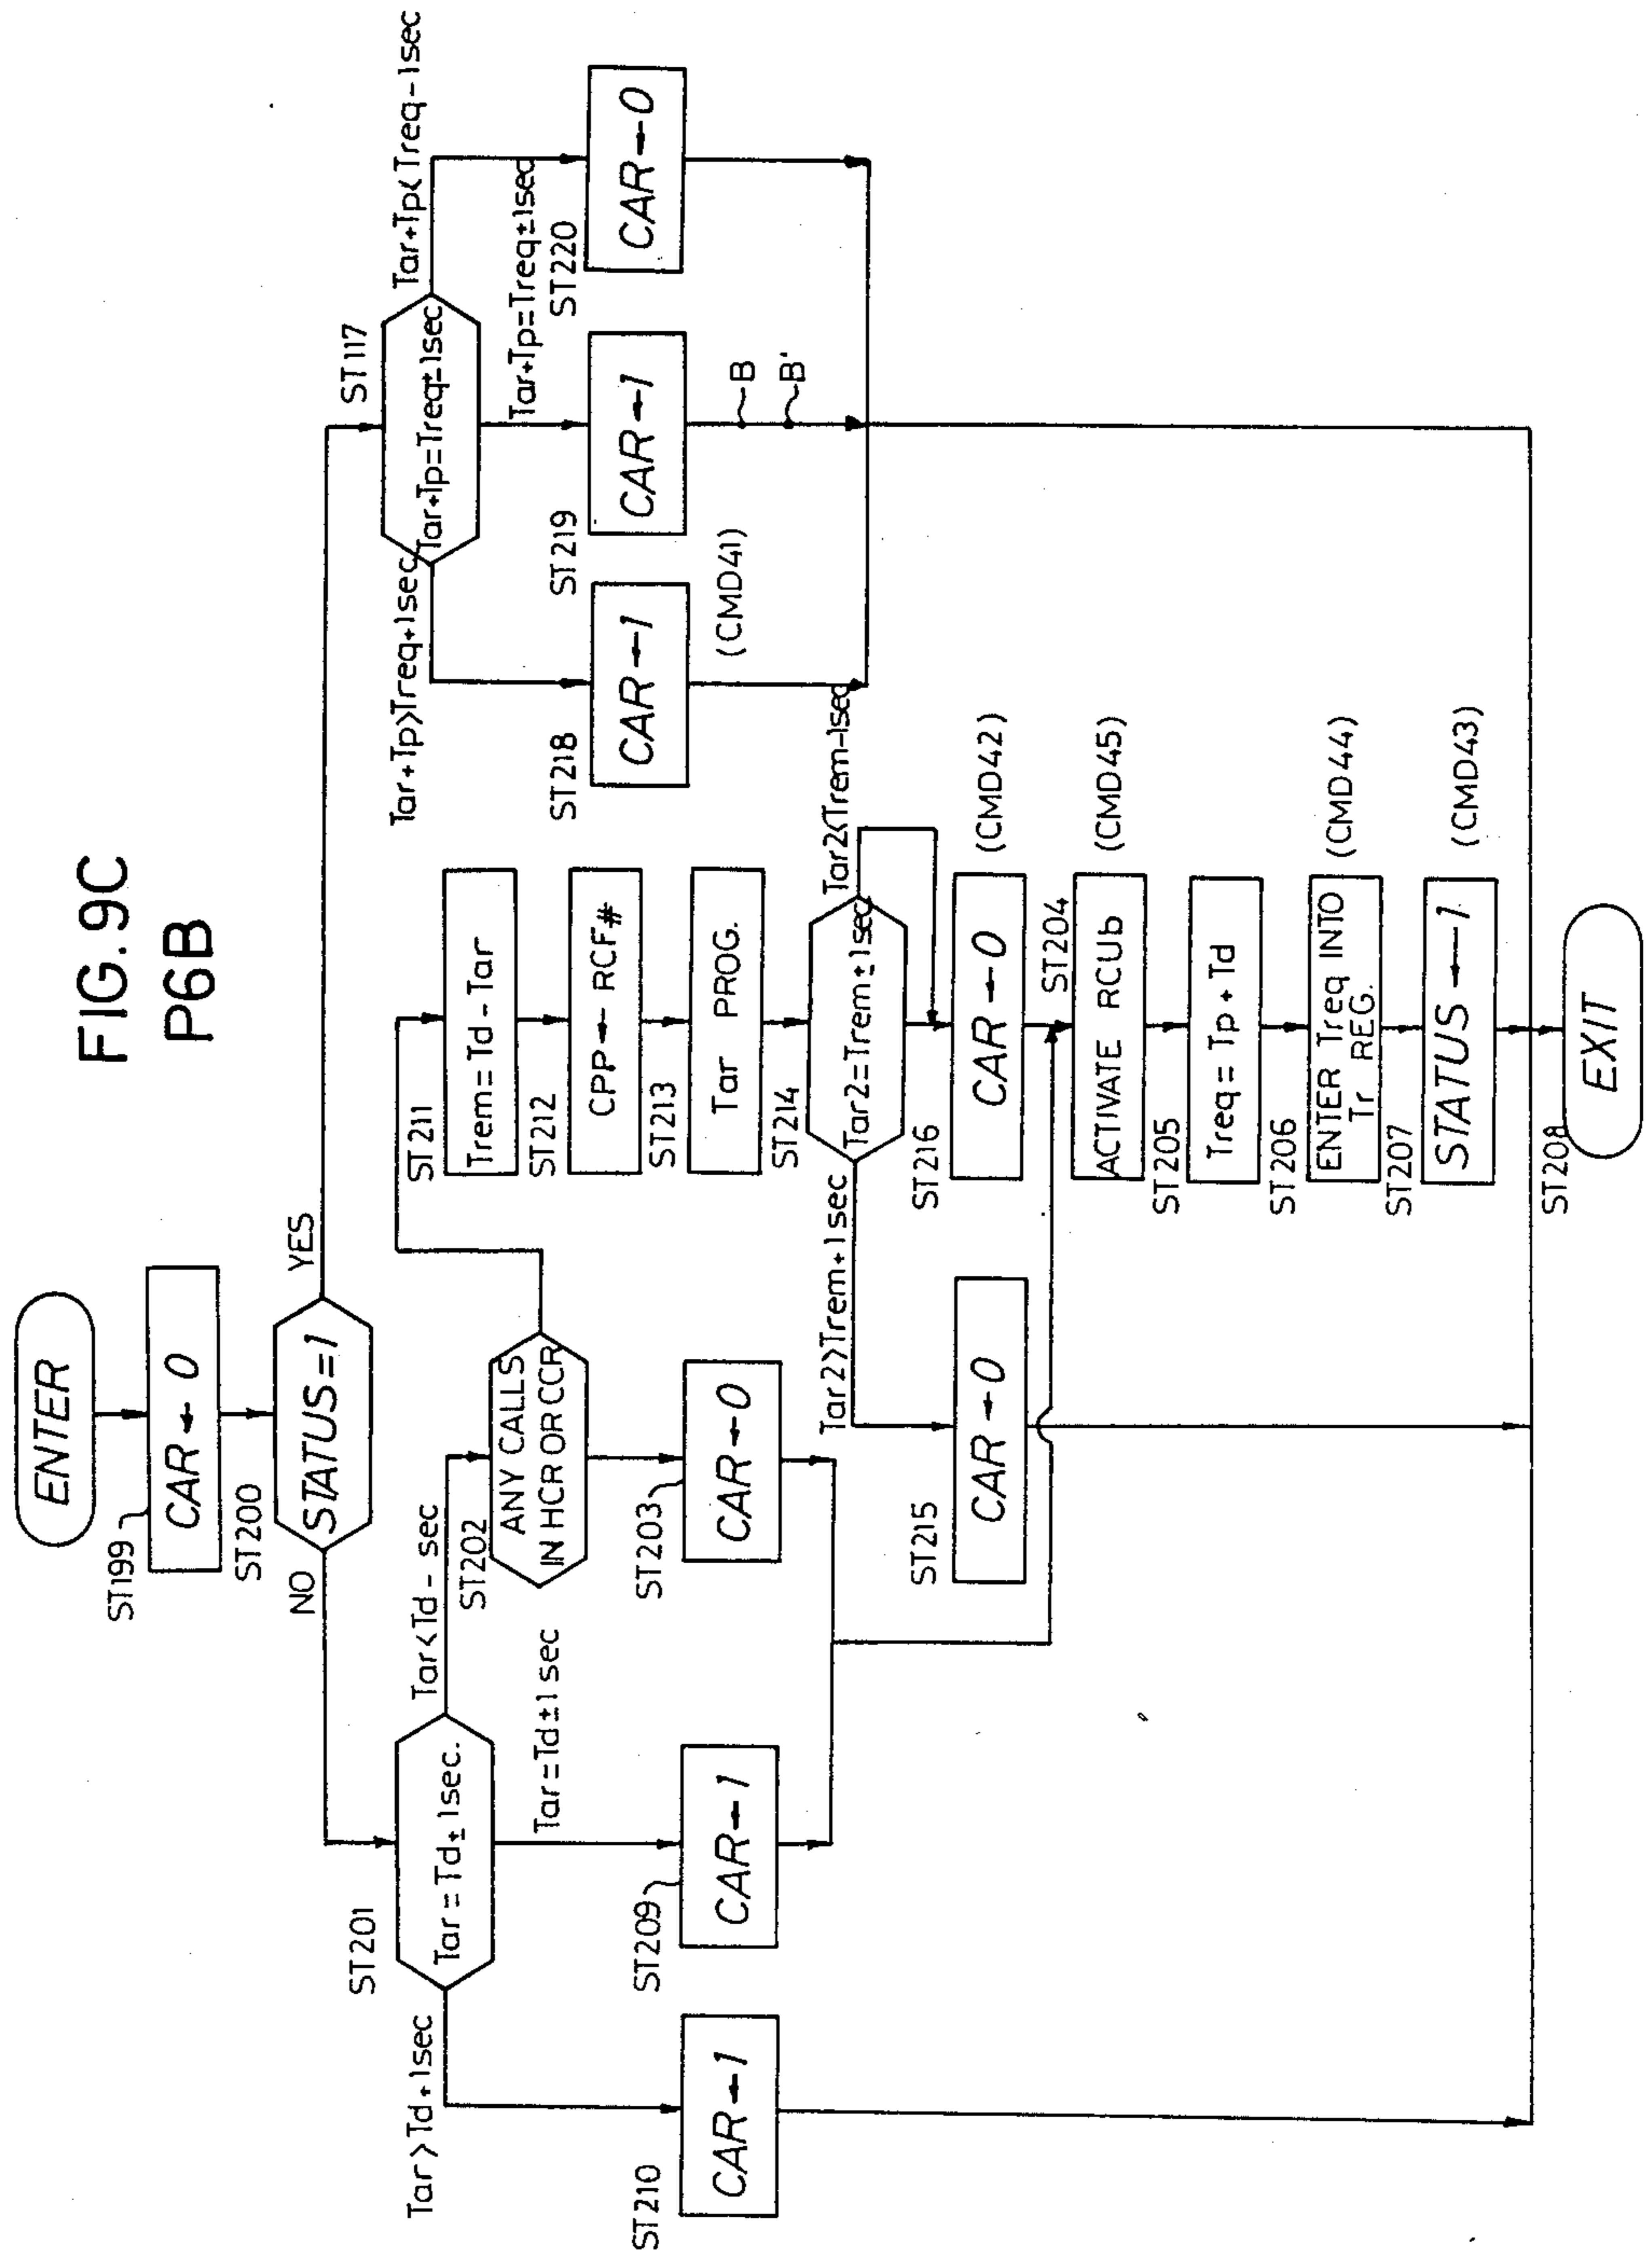 FIG. 9C
P6B
ENTER
ST199
CAR ← 0
ST200
STATUS=1
NO
YES
ST201
Tar = Td ± 1sec.
Tar > Td + 1sec
Tar < Td - sec
Tar = Td ± 1 sec
ST202
ANY CALLS
IN HCR OR CCR
ST203
CAR ← 0
ST209
CAR ← 1
ST210
CAR ← 1
ST211
Trem = Td - Tar
ST212
CPP ← RCF#
ST213
Tar PROG.
ST214
Tar2 = Trem ± 1sec
Tar2 > Trem + 1sec
Tar2 < Trem - 1sec
ST215
CAR ← 0
ST216
CAR ← 0
(CMD42)
ST204
ACTIVATE RCUb
(CMD45)
ST205
Treq = Tp + Td
ST206
ENTER Treq INTO
Tr REG.
(CMD44)
ST207
STATUS ← 1
(CMD43)
ST208
EXIT
ST117
Tar+Tp=Treq±1sec
Tar+Tp>Treq+1sec
Tar+Tp<Treq-1sec
Tar+Tp=Treq±1sec
ST218
CAR ← 1
(CMD41)
ST219
CAR ← 1
B
B'
ST220
CAR ← 0